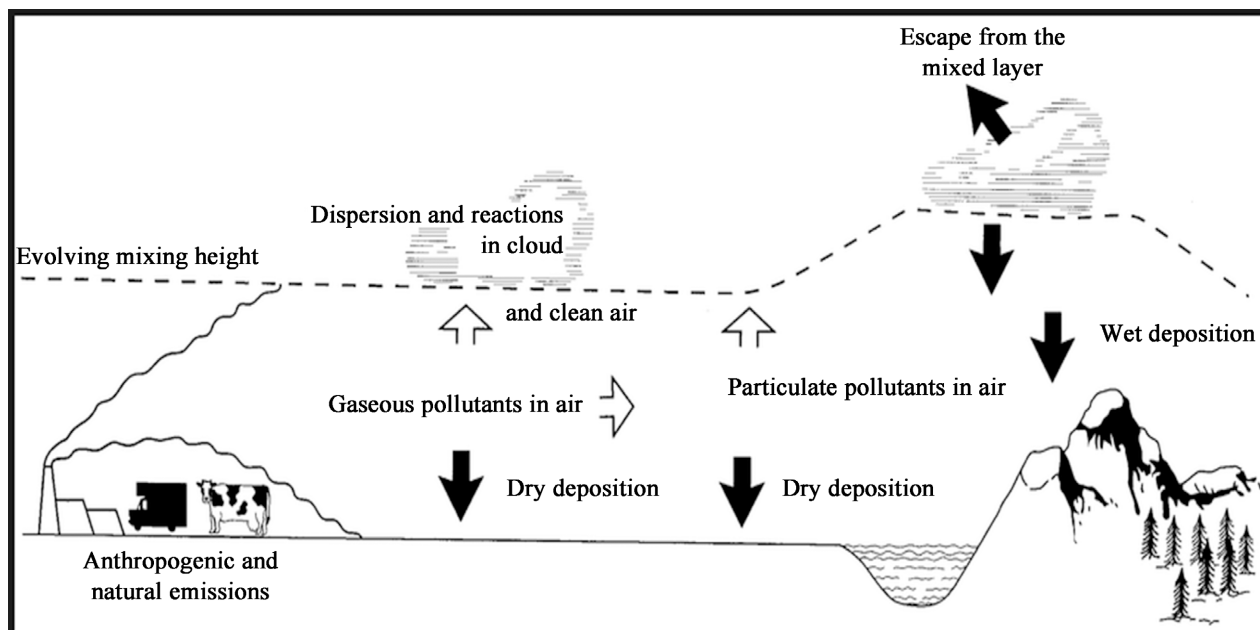 Escape from the
mixed layer
Dispersion and reactions
in cloud
Evolving mixing height
and clean air
Wet deposition
Gaseous pollutants in air
Particulate pollutants in air
Dry deposition
Dry deposition
Anthropogenic and
natural emissions